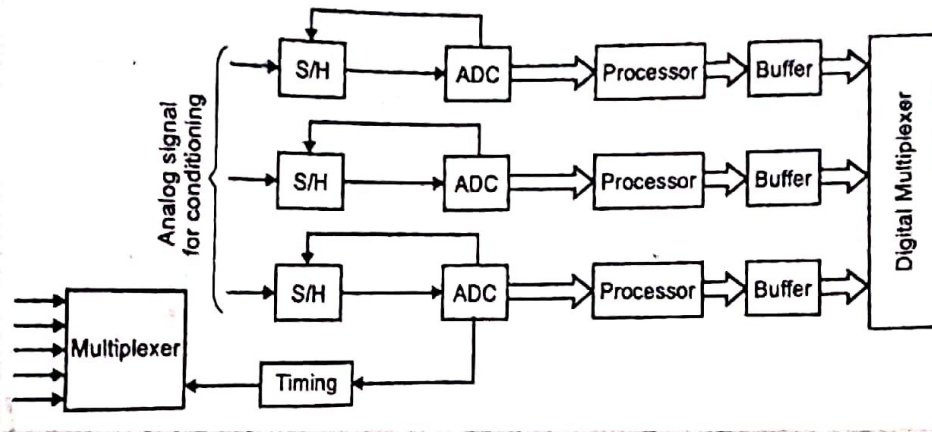 S/H
ADC
Processor
Buffer
Analog signal
for conditioning
S/H
ADC
Processor
Buffer
Digital Multiplexer
S/H
ADC
Processor
Buffer
Multiplexer
Timing